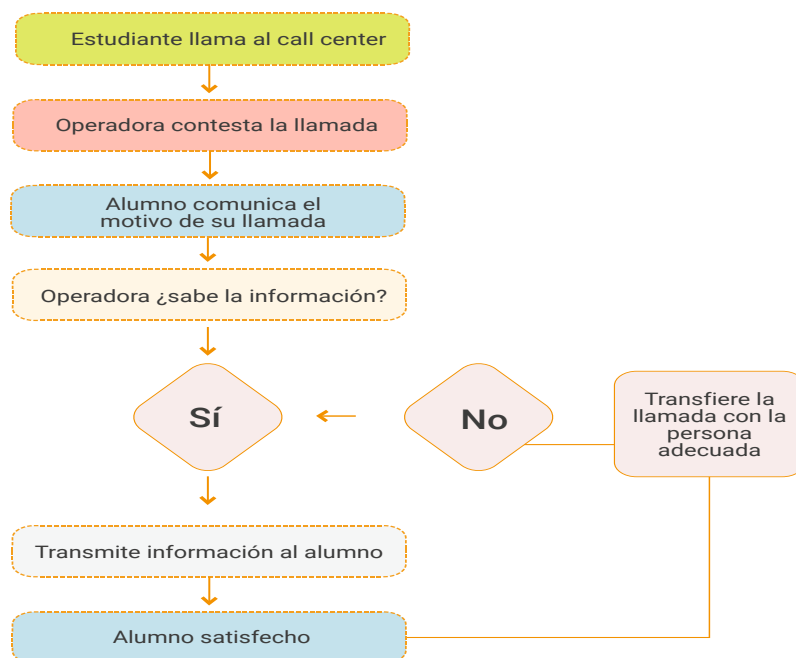 Estudiante llama al call center
Operadora contesta la llamada
Alumno comunica el
motivo de su llamada
Operadora ¿sabe la información?
Sí
No
Transfiere la
llamada con la
persona
adecuada
Transmite información al alumno
Alumno satisfecho